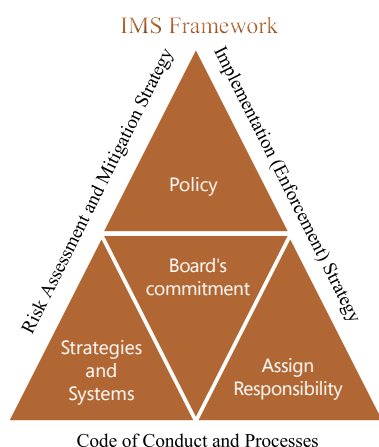 IMS Framework
Risk Assessment and Mitigation Strategy
Implementation (Enforcement) Strategy
Policy
Board's
commitment
Strategies
and
Systems
Assign
Responsibility
Code of Conduct and Processes